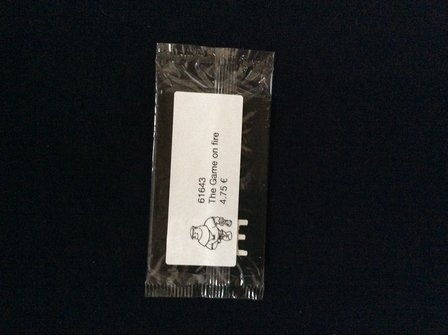 61643
The Game on fire
4.75 €